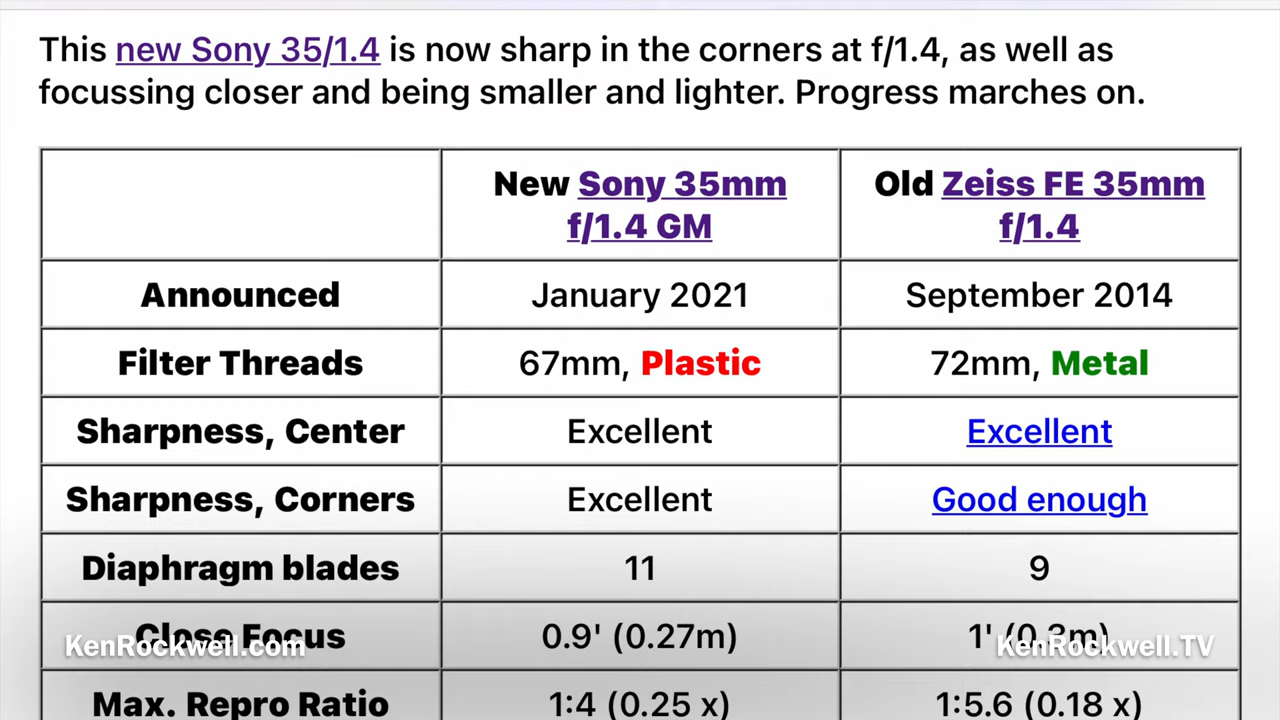 This new Sony 35/1.4 is now sharp in the corners at f/1.4, as well as
focussing closer and being smaller and lighter. Progress marches on.
New Sony 35mm f/1.4 GM
Old Zeiss FE 35mm f/1.4
Announced January 2021 September 2014
Filter Threads 67mm, Plastic 72mm, Metal
Sharpness, Center Excellent Excellent
Sharpness, Corners Excellent Good enough
Diaphragm blades 11 9
Close Focus 0.9' (0.27m) 1' (0.3m)
KenRockwell.com KenRockwell.TV
Max. Repro Ratio 1:4 (0.25 x) 1:5.6 (0.18 x)